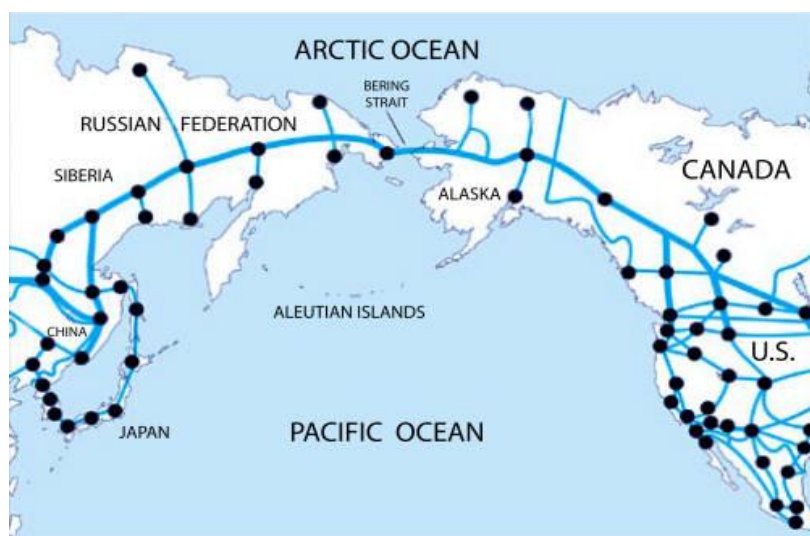 ARCTIC OCEAN
BERING
STRAIT
RUSSIAN FEDERATION
SIBERIA
ALASKA
CANADA
ALEUTIAN ISLANDS
CHINA
U.S.
JAPAN
PACIFIC OCEAN